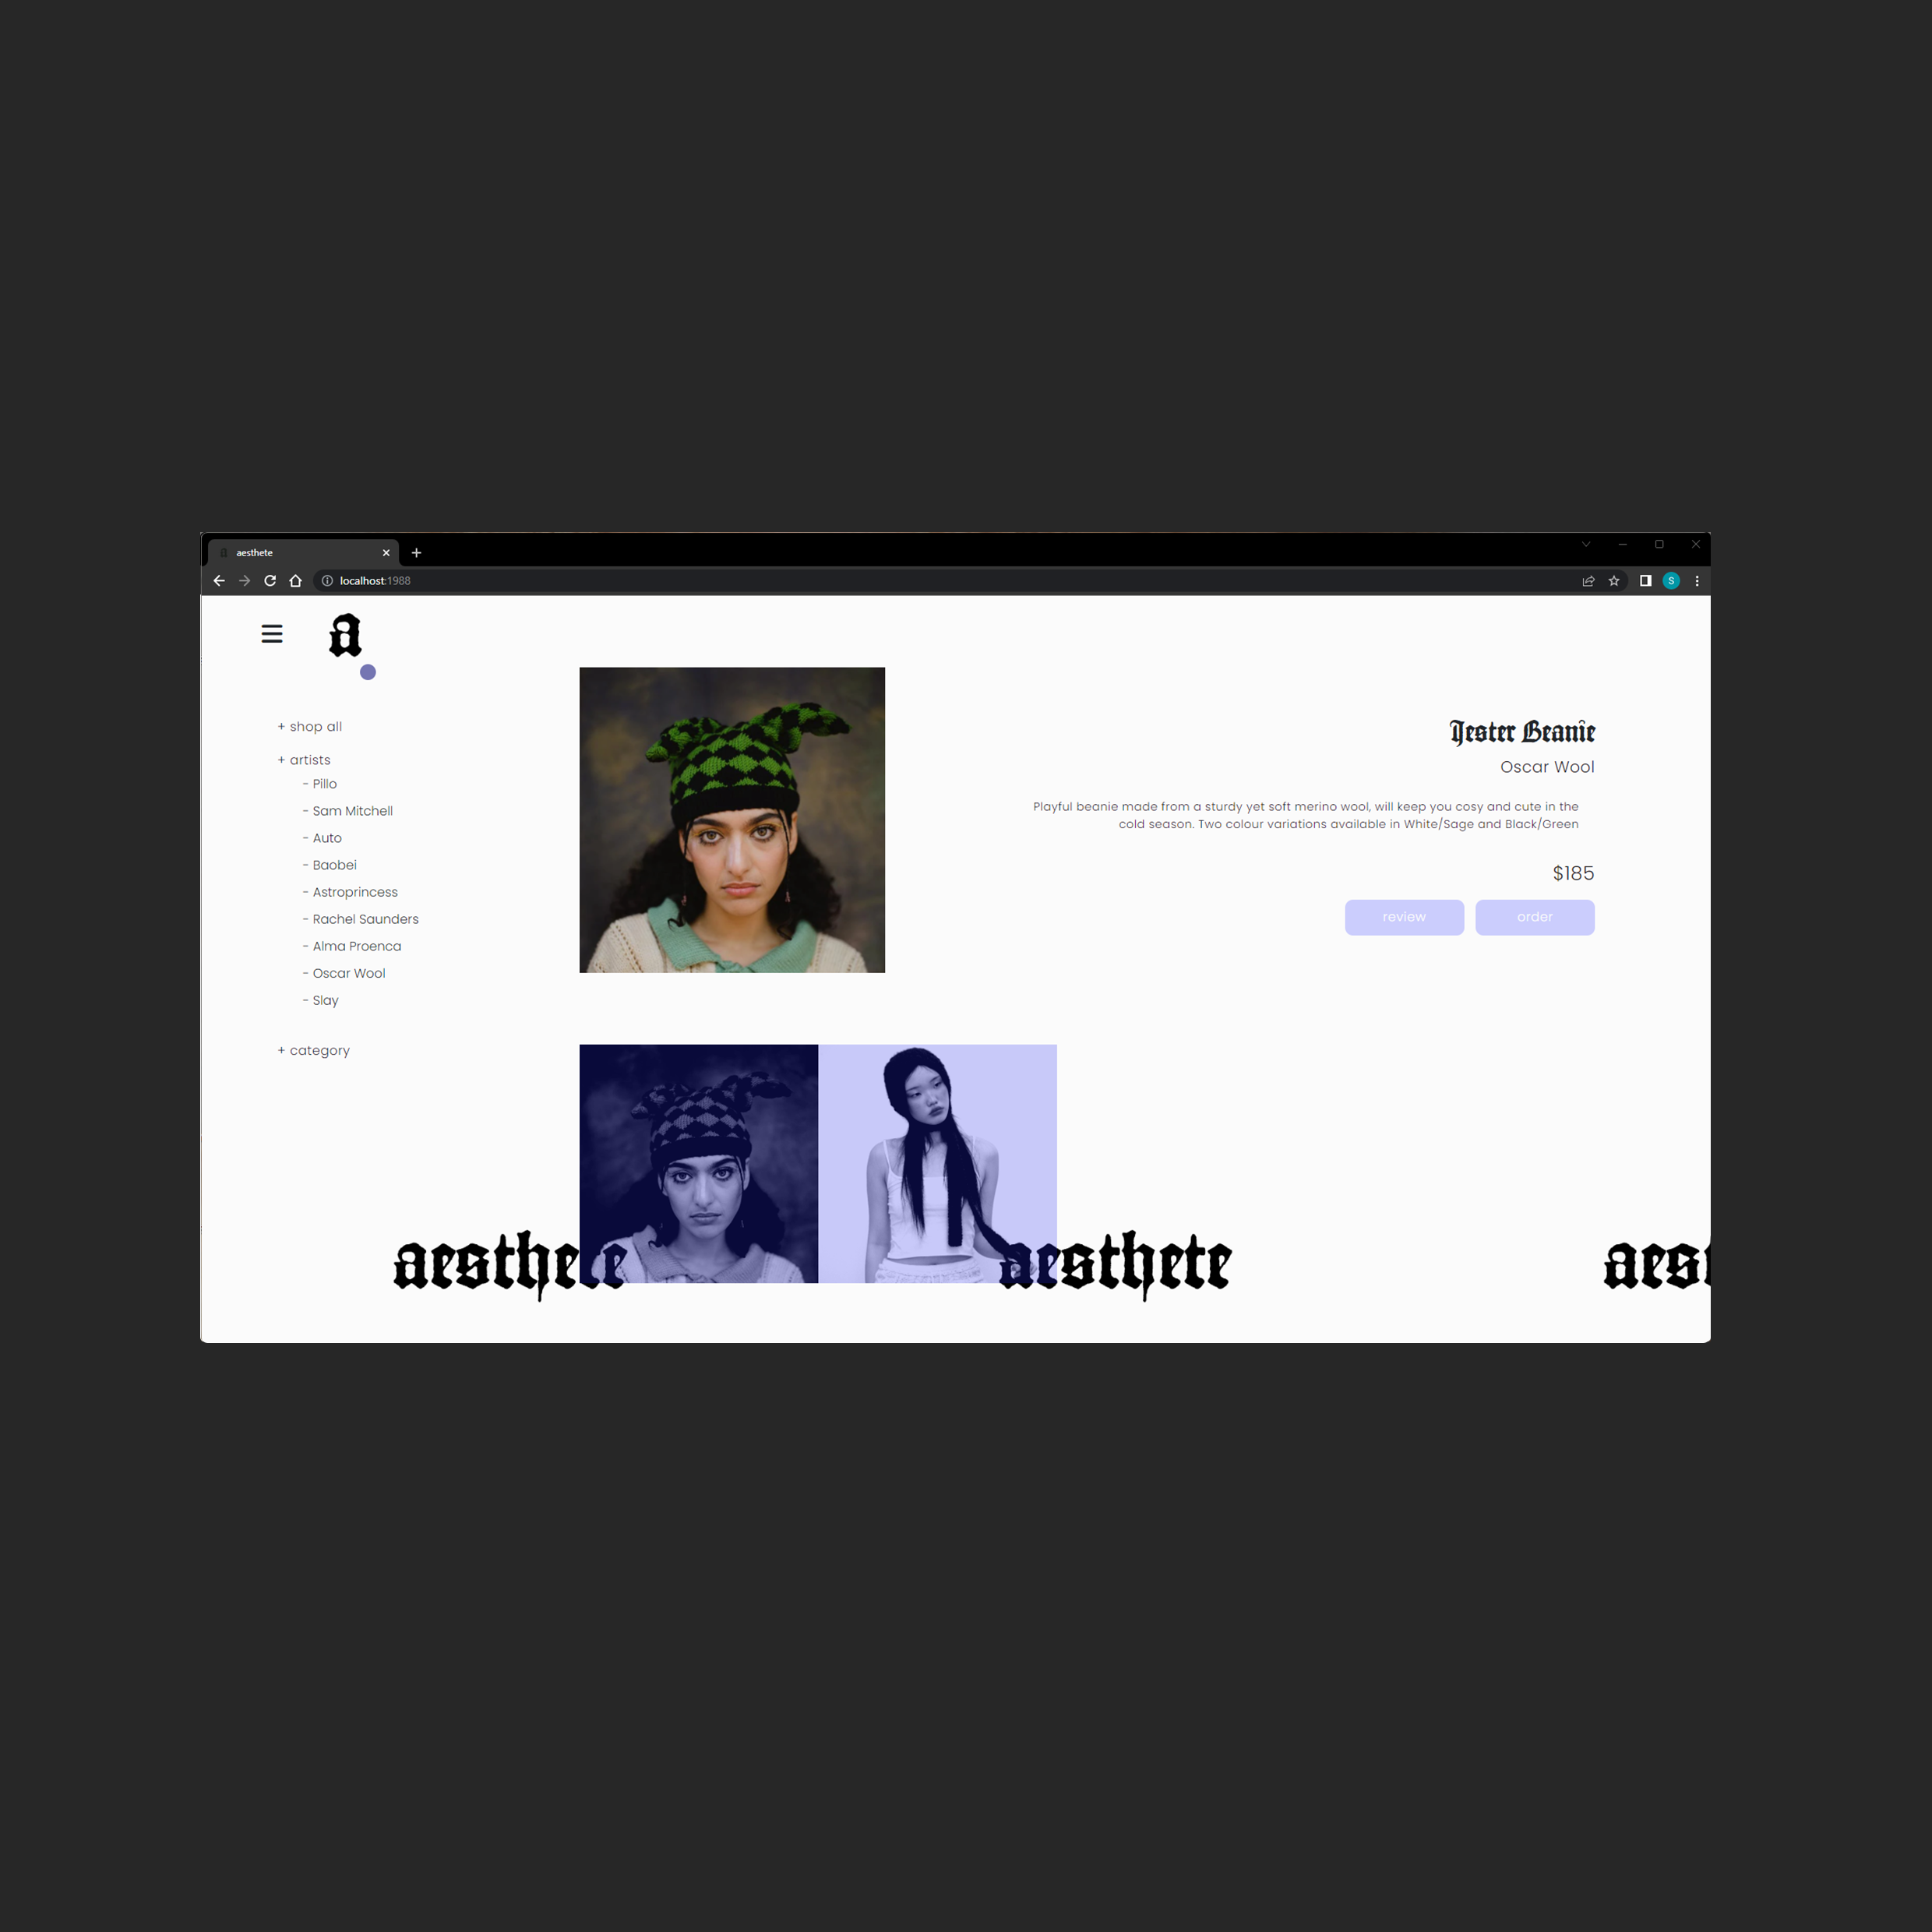 aesthete
localhost:1988
S
a
+ shop all
+ artists
- Pillo
- Sam Mitchell
- Auto
- Baobei
- Astroprincess
- Rachel Saunders
- Alma Proenca
- Oscar Wool
- Slay
+ category
Jester Beanie
Oscar Wool
Playful beanie made from a sturdy yet soft merino wool, will keep you cosy and cute in the
cold season. Two colour variations available in White/Sage and Black/Green
$185
review order
aesthete aesthete aest